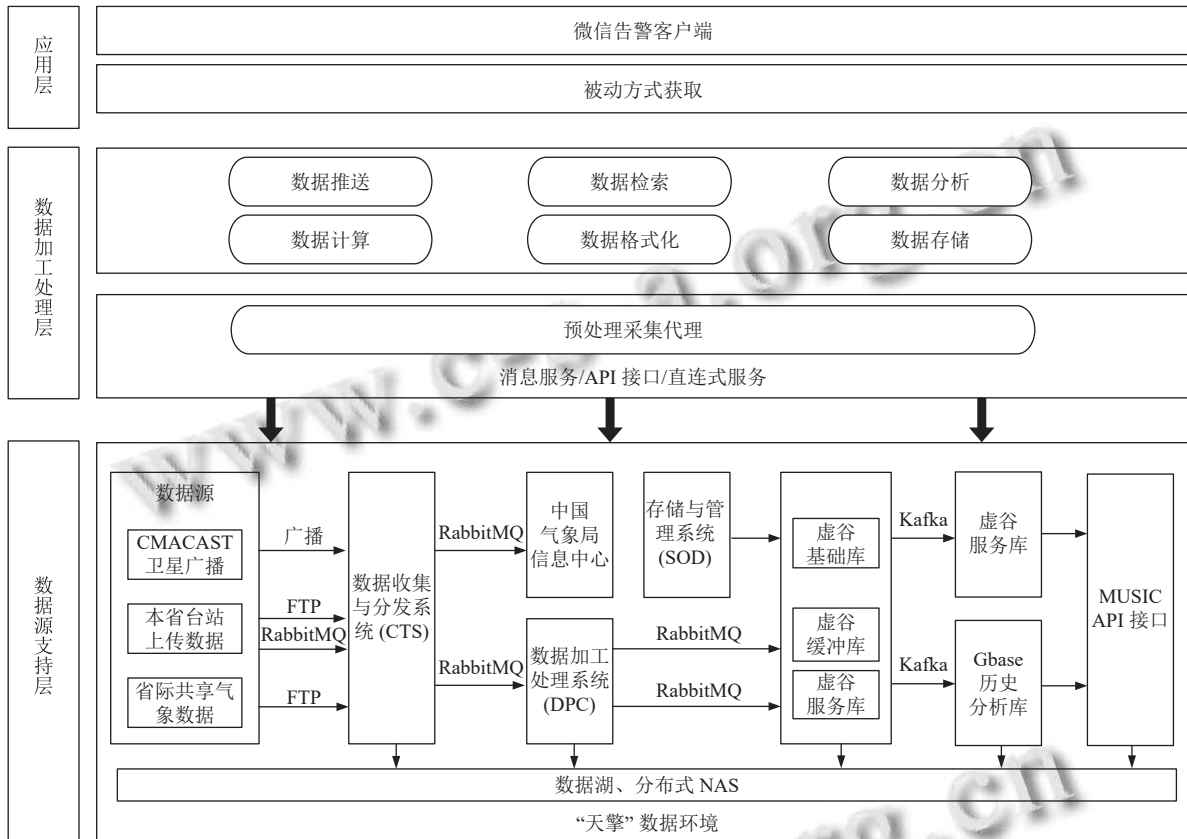 应用层
微信告警客户端
被动方式获取
数据加工处理层
数据推送
数据检索
数据分析
数据计算
数据格式化
数据存储
预处理采集代理
消息服务/API 接口/直连式服务
数据源支持层
数据源
CMACAST
卫星广播
本省台站
上传数据
省际共享气
象数据
广播
FTP
RabbitMQ
FTP
数据收集
与分发系
统 (CTS)
RabbitMQ
RabbitMQ
中国
气象局
信息中心
数据加工
处理系统
(DPC)
存储与管
理系统
(SOD)
RabbitMQ
RabbitMQ
虚谷
基础库
虚谷
缓冲库
虚谷
服务库
Kafka
Kafka
虚谷
服务库
Gbase
历史
分析库
MUSIC
API 接口
数据湖、分布式 NAS
“天擎” 数据环境
www.c-s-a.org.cn